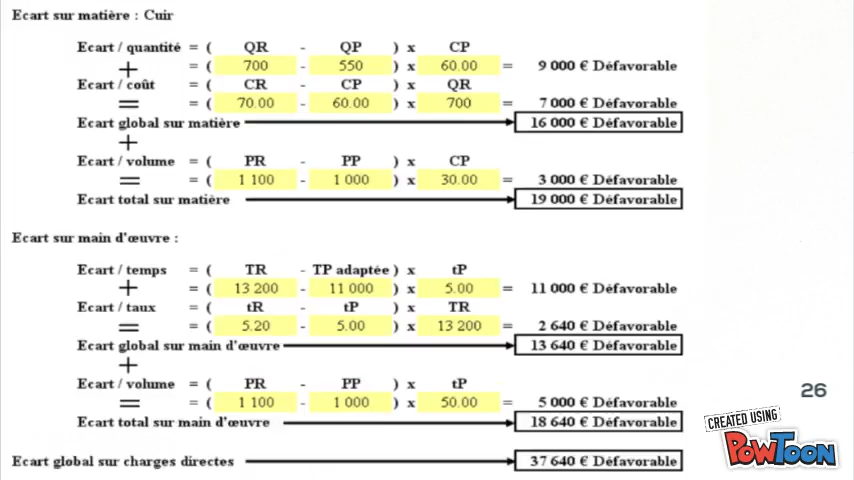 Ecart sur matière : Cuir
Ecart / quantité = ( QR - QP ) x CP
+ = ( 700 - 550 ) x 60.00 = 9 000 € Défavorable
Ecart / coût = ( CR - CP ) x QR
= = ( 70.00 - 60.00 ) x 700 = 7 000 € Défavorable
Ecart global sur matière 16 000 € Défavorable
+
Ecart / volume = ( PR - PP ) x CP
= = ( 1 100 - 1 000 ) x 30.00 = 3 000 € Défavorable
Ecart total sur matière 19 000 € Défavorable
Ecart sur main d'œuvre :
Ecart / temps = ( TR - TP adaptée ) x tP
+ = ( 13 200 - 11 000 ) x 5.00 = 11 000 € Défavorable
Ecart / taux = ( tR - tP ) x TR
= = ( 5.20 - 5.00 ) x 13 200 = 2 640 € Défavorable
Ecart global sur main d'œuvre 13 640 € Défavorable
+
Ecart / volume = ( PR - PP ) x tP
= = ( 1 100 - 1 000 ) x 50.00 = 5 000 € Défavorable
Ecart total sur main d'œuvre 18 640 € Défavorable
Ecart global sur charges directes 37 640 € Défavorable
26
CREATED USING
POWTOON